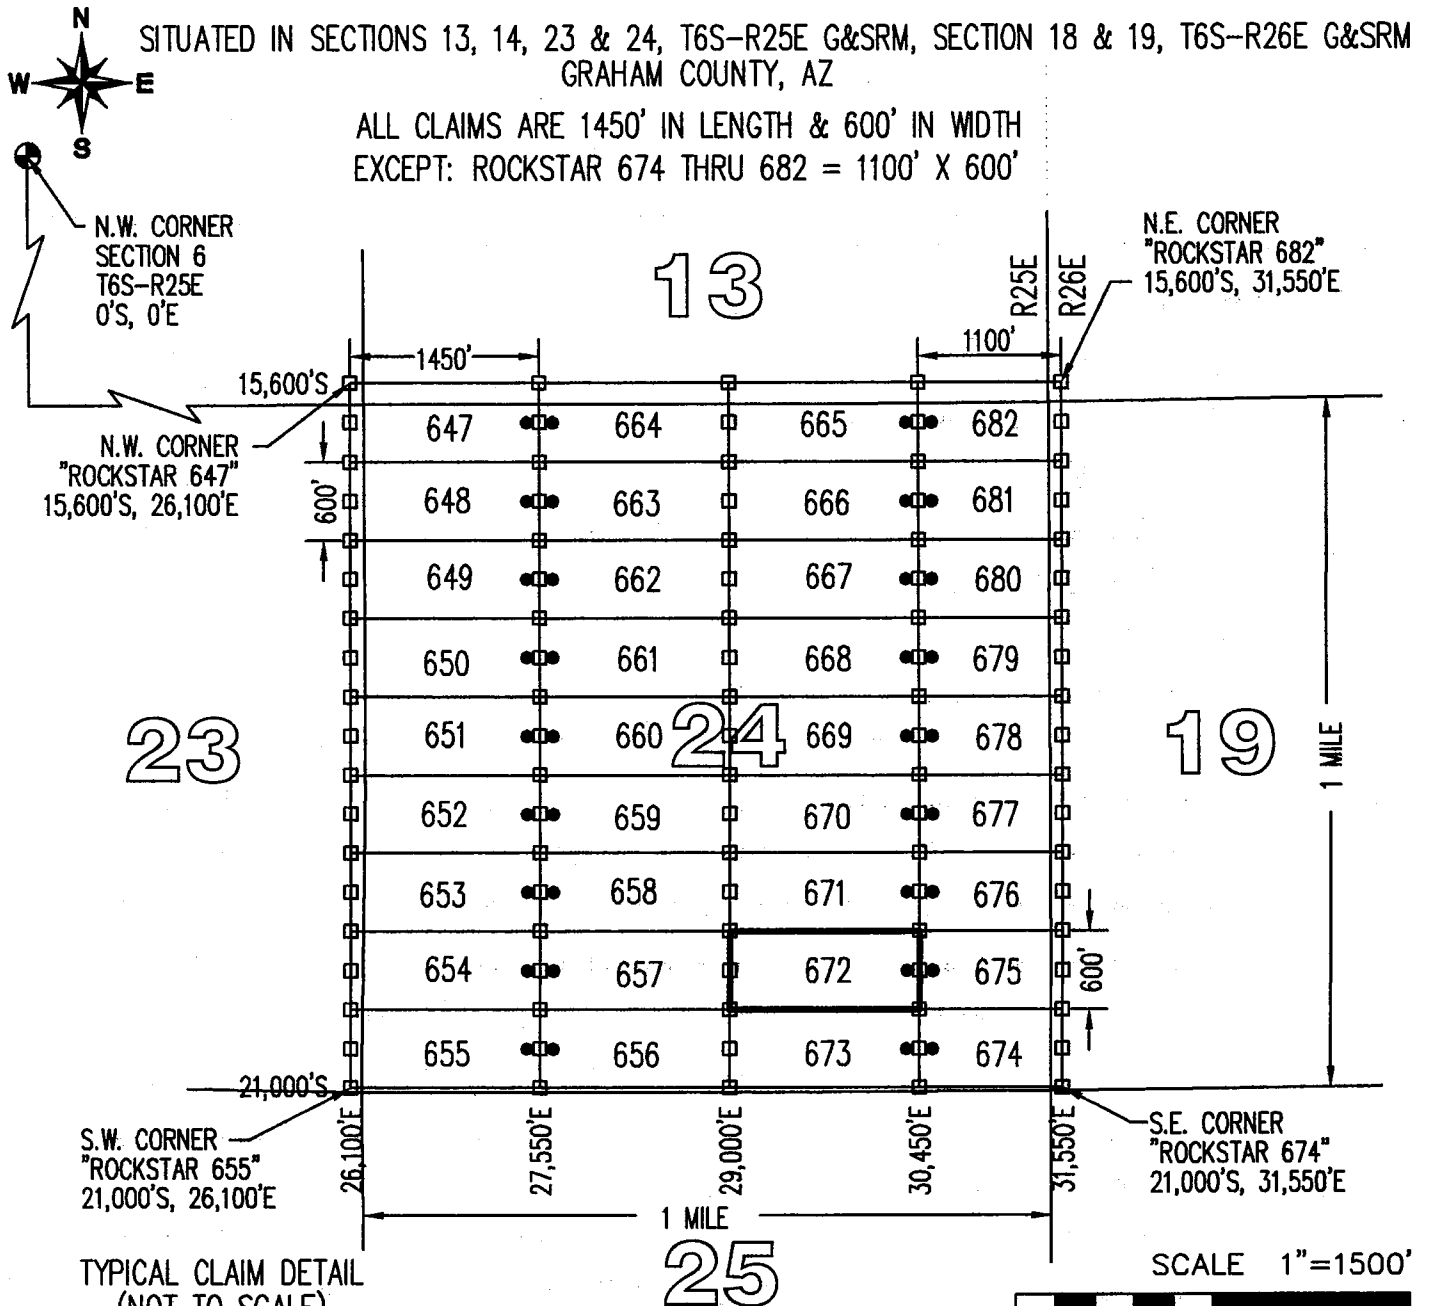 N
W E
S
SITUATED IN SECTIONS 13, 14, 23 & 24, T6S-R25E G&SRM, SECTION 18 & 19, T6S-R26E G&SRM
GRAHAM COUNTY, AZ
ALL CLAIMS ARE 1450' IN LENGTH & 600' IN WIDTH
EXCEPT: ROCKSTAR 674 THRU 682 = 1100' X 600'
N.W. CORNER
SECTION 6
T6S-R25E
0'S, 0'E
13
R25E
R26E
N.E. CORNER
"ROCKSTAR 682"
15,600'S, 31,550'E
1450'
1100'
15,600'S
N.W. CORNER
"ROCKSTAR 647"
15,600'S, 26,100'E
600'
647 664 665 682
648 663 666 681
649 662 667 680
650 661 668 679
651 660 669 678
652 659 670 677
653 658 671 676
654 657 672 675
655 656 673 674
23
24
19
1 MILE
600'
21,000'S
S.W. CORNER
"ROCKSTAR 655"
21,000'S, 26,100'E
26,100'E
27,550'E
29,000'E
30,450'E
31,550'E
S.E. CORNER
"ROCKSTAR 674"
21,000'S, 31,550'E
1 MILE
25
TYPICAL CLAIM DETAIL
(NOT TO SCALE)
SCALE 1"=1500'